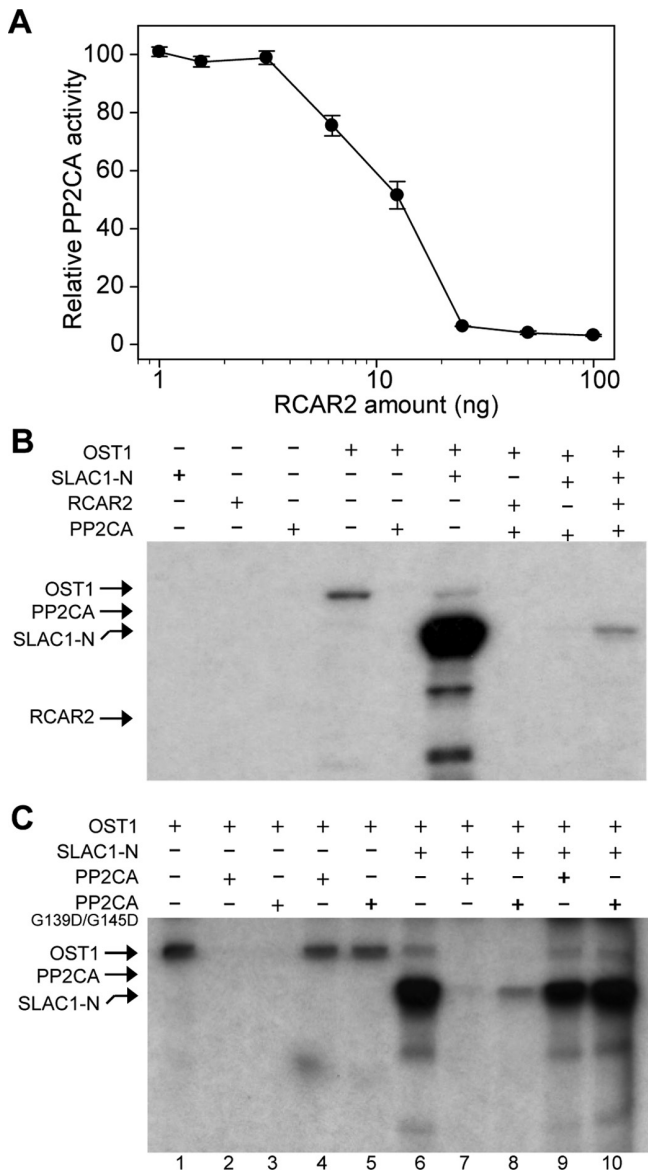 A
Relative PP2CA activity
100
80
60
40
20
0
1 10 100
RCAR2 amount (ng)
B
OST1 − − − + + + + + +
SLAC1-N + − − − − + − + +
RCAR2 − + − − − − + − +
PP2CA − − + − + − + + +
OST1
PP2CA
SLAC1-N
RCAR2
C
OST1 + + + + + + + + + +
SLAC1-N − − − − − + + + + +
PP2CA − + − + − − + − + −
PP2CA − − + − + − − + − +
G139D/G145D
OST1
PP2CA
SLAC1-N
1 2 3 4 5 6 7 8 9 10